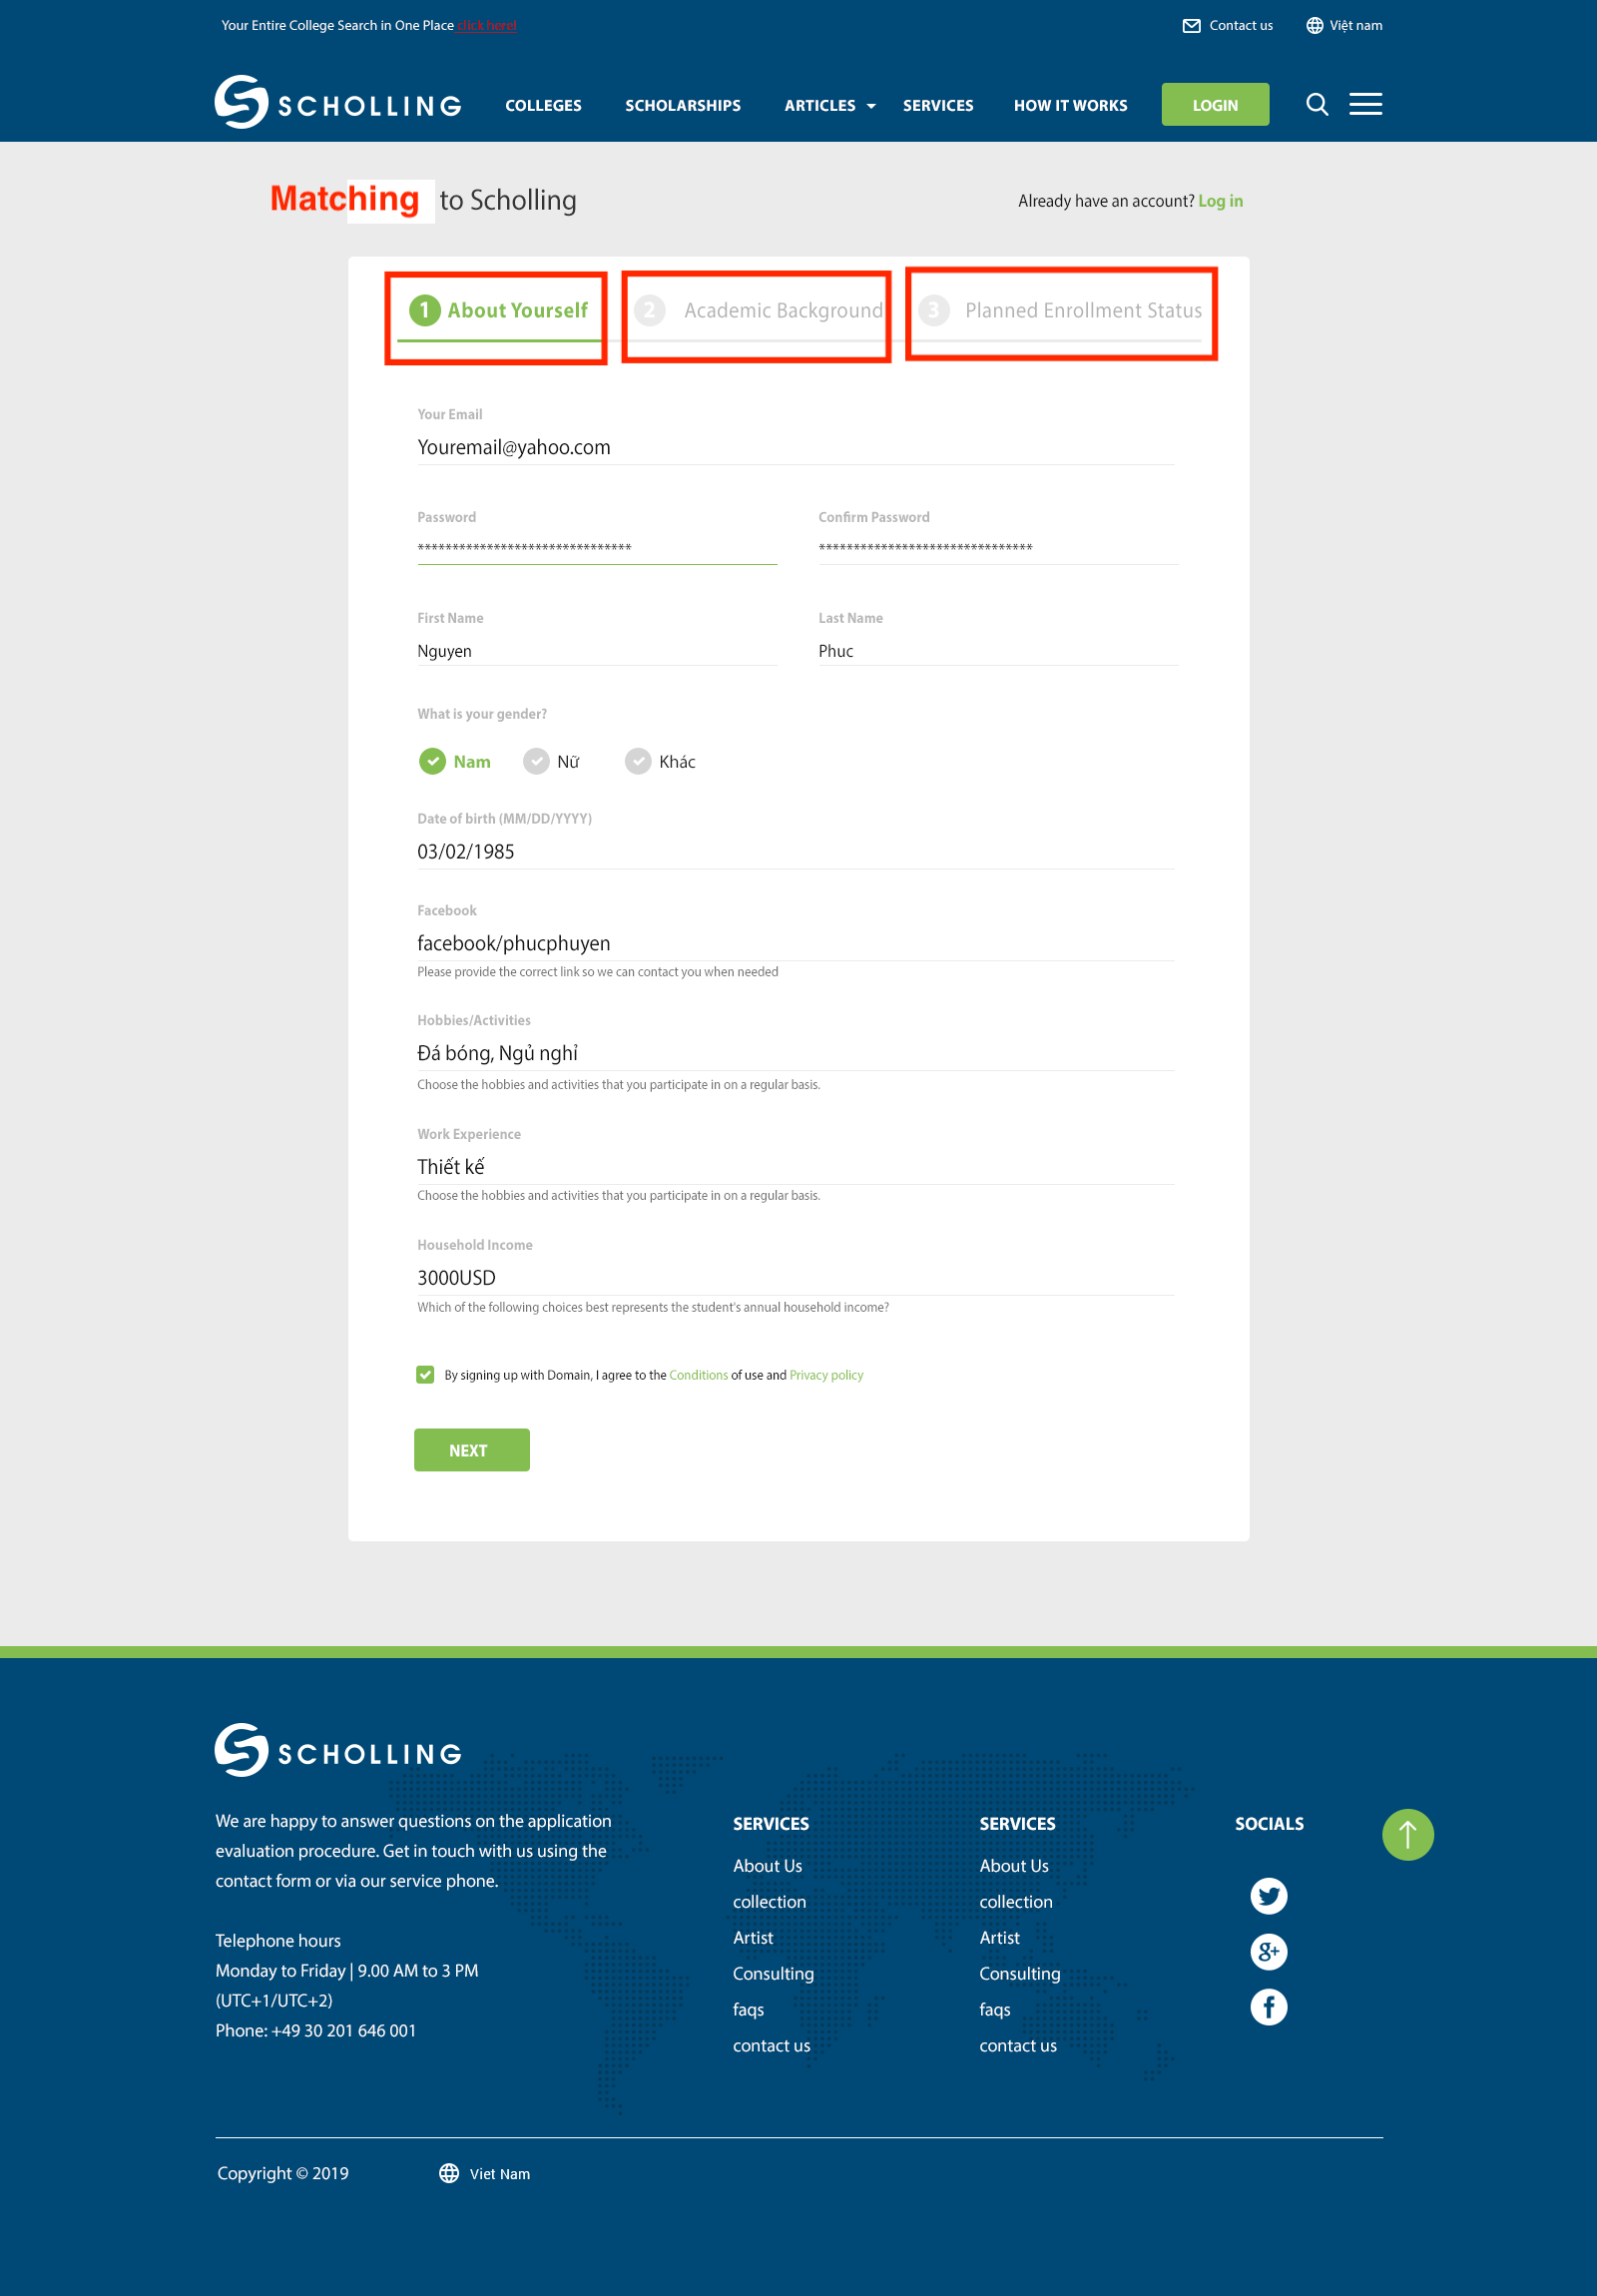 Your Entire College Search in One Place click here!
Contact us
Việt nam
SCHOLLING
COLLEGES
SCHOLARSHIPS
ARTICLES
SERVICES
HOW IT WORKS
LOGIN
Matching to Scholling
Already have an account? Log in
1 About Yourself
2 Academic Background
3 Planned Enrollment Status
Your Email
Youremail@yahoo.com
Password
Confirm Password
*******************************
*******************************
First Name
Last Name
Nguyen
Phuc
What is your gender?
Nam
Nữ
Khác
Date of birth (MM/DD/YYYY)
03/02/1985
Facebook
facebook/phucphuyen
Please provide the correct link so we can contact you when needed
Hobbies/Activities
Đá bóng, Ngủ nghỉ
Choose the hobbies and activities that you participate in on a regular basis.
Work Experience
Thiết kế
Choose the hobbies and activities that you participate in on a regular basis.
Household Income
3000USD
Which of the following choices best represents the student's annual household income?
By signing up with Domain, I agree to the Conditions of use and Privacy policy
NEXT
SCHOLLING
We are happy to answer questions on the application
evaluation procedure. Get in touch with us using the
contact form or via our service phone.
Telephone hours
Monday to Friday | 9.00 AM to 3 PM
(UTC+1/UTC+2)
Phone: +49 30 201 646 001
SERVICES
About Us
collection
Artist
Consulting
faqs
contact us
SERVICES
About Us
collection
Artist
Consulting
faqs
contact us
SOCIALS
Copyright © 2019
Viet Nam